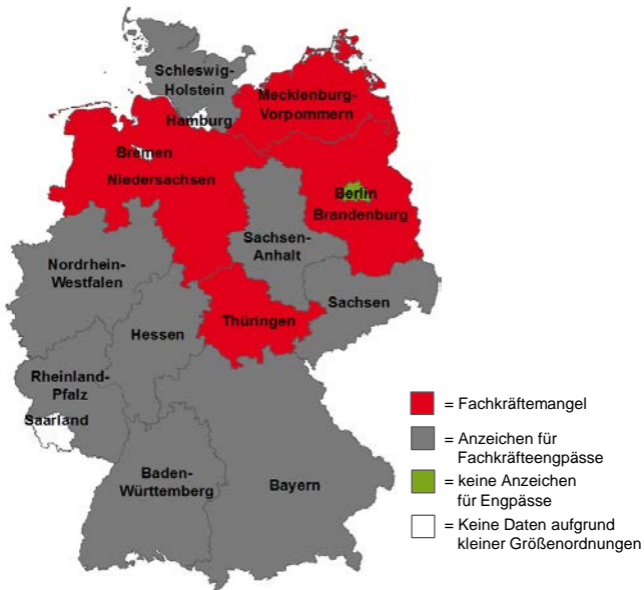 Schleswig-
Holstein
Mecklenburg-
Vorpommern
Hamburg
Bremen
Niedersachsen
Berlin
Brandenburg
Sachsen-
Anhalt
Nordrhein-
Westfalen
Sachsen
Thüringen
Hessen
Rheinland-
Pfalz
Saarland
Baden-
Württemberg
Bayern
= Fachkräftemangel
= Anzeichen für
Fachkräfteengpässe
= keine Anzeichen
für Engpässe
= Keine Daten aufgrund
kleiner Größenordnungen